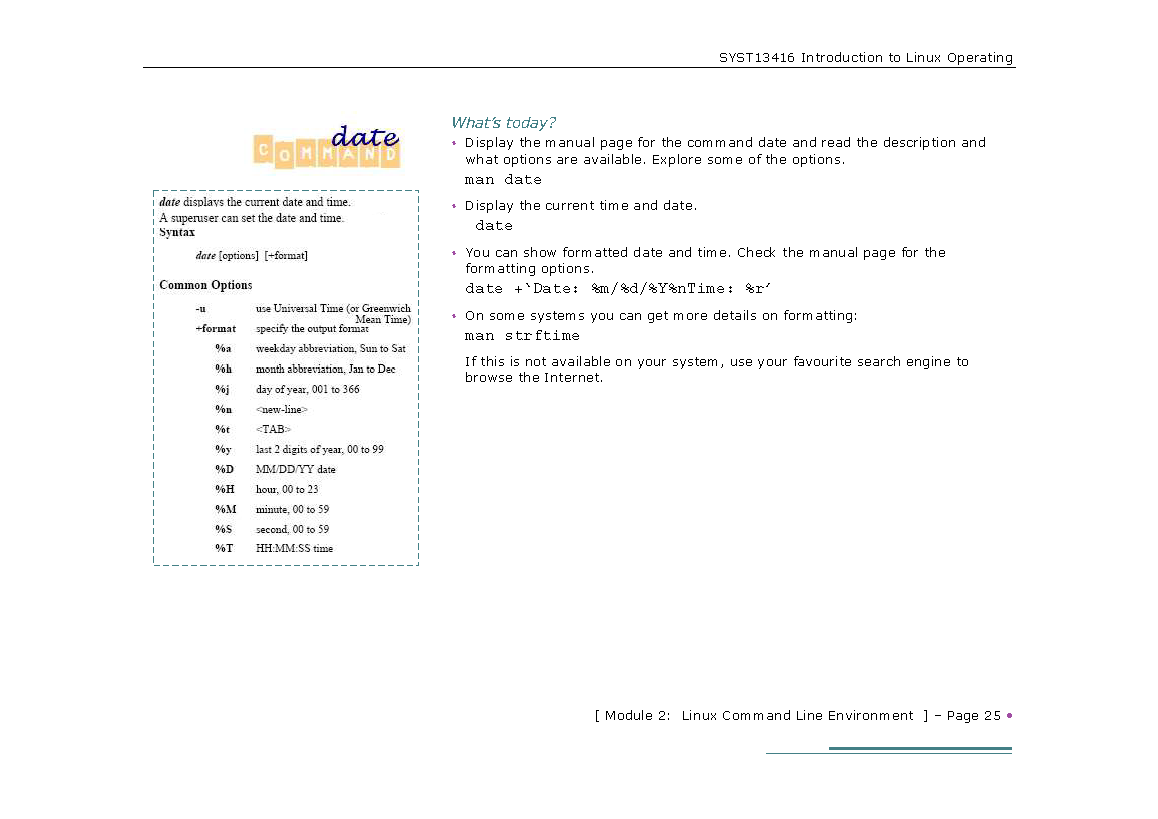 SYST13416 Introduction to Linux Operating
date
COMMAND
date displays the current date and time.
A superuser can set the date and time.
Syntax
date [options] [+format]
Common Options
-u use Universal Time (or Greenwich
Mean Time)
+format specify the output format
%a weekday abbreviation, Sun to Sat
%h month abbreviation, Jan to Dec
%j day of year, 001 to 366
%n <new-line>
%t <TAB>
%y last 2 digits of year, 00 to 99
%D MM/DD/YY date
%H hour, 00 to 23
%M minute, 00 to 59
%S second, 00 to 59
%T HH:MM:SS time
What’s today?
• Display the manual page for the command date and read the description and
what options are available. Explore some of the options.
man date
• Display the current time and date.
date
• You can show formatted date and time. Check the manual page for the
formatting options.
date +‘Date: %m/%d/%Y%nTime: %r’
• On some systems you can get more details on formatting:
man strftime
If this is not available on your system, use your favourite search engine to
browse the Internet.
[ Module 2: Linux Command Line Environment ] – Page 25 •